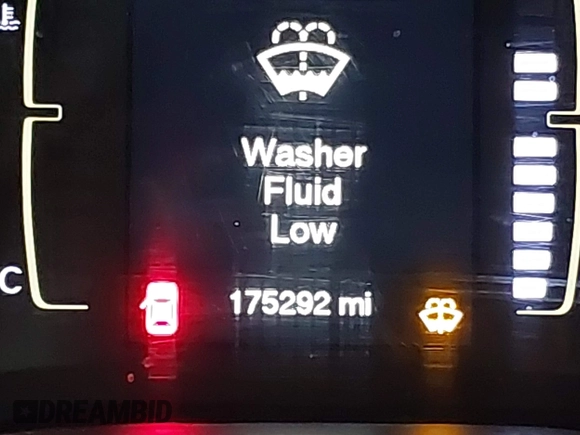 Washer
Fluid
Low
C
175292 mi
DREAMBID